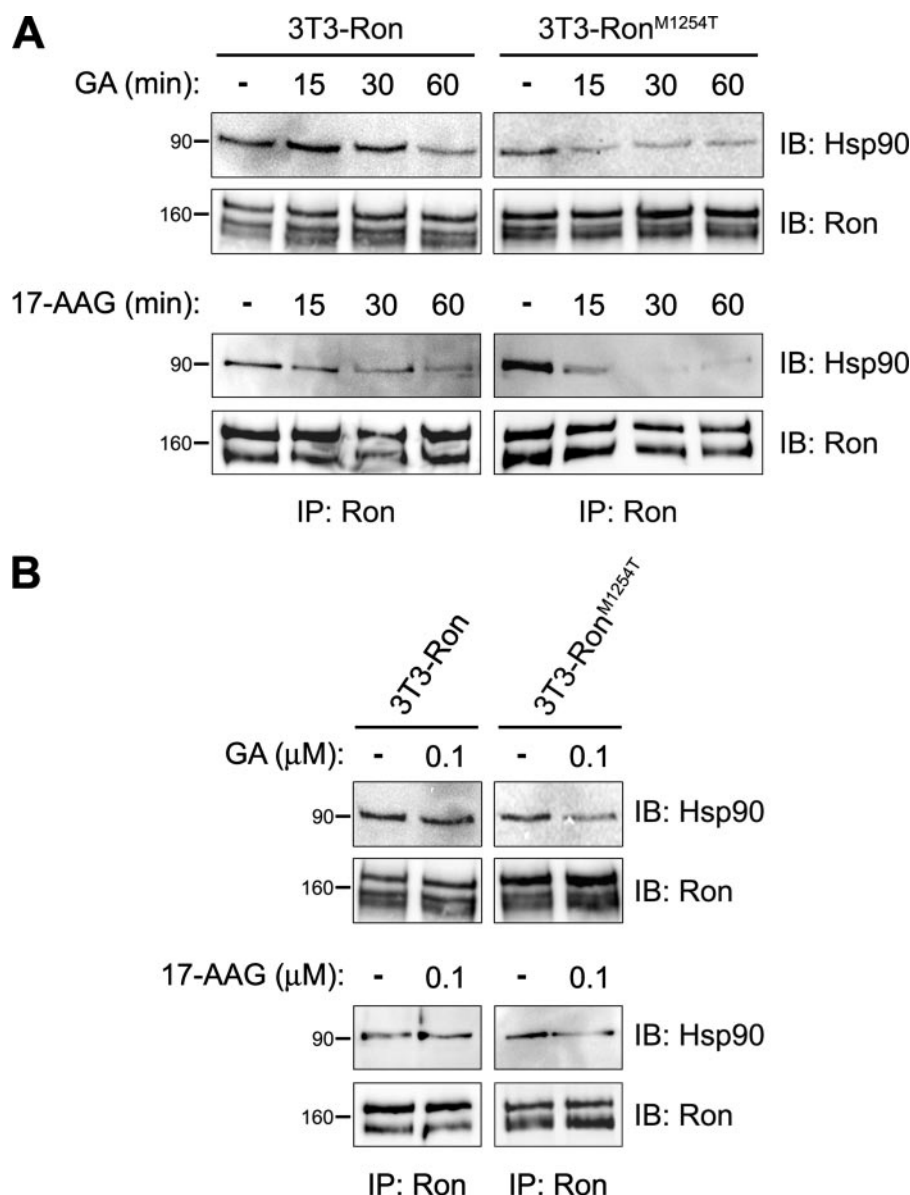 A
3T3-Ron 3T3-RonM1254T
GA (min): - 15 30 60 - 15 30 60
90 IB: Hsp90
160 IB: Ron
17-AAG (min): - 15 30 60 - 15 30 60
90 IB: Hsp90
160 IB: Ron
IP: Ron IP: Ron
B
3T3-Ron 3T3-RonM1254T
GA (μM): - 0.1 - 0.1
90 IB: Hsp90
160 IB: Ron
17-AAG (μM): - 0.1 - 0.1
90 IB: Hsp90
160 IB: Ron
IP: Ron IP: Ron